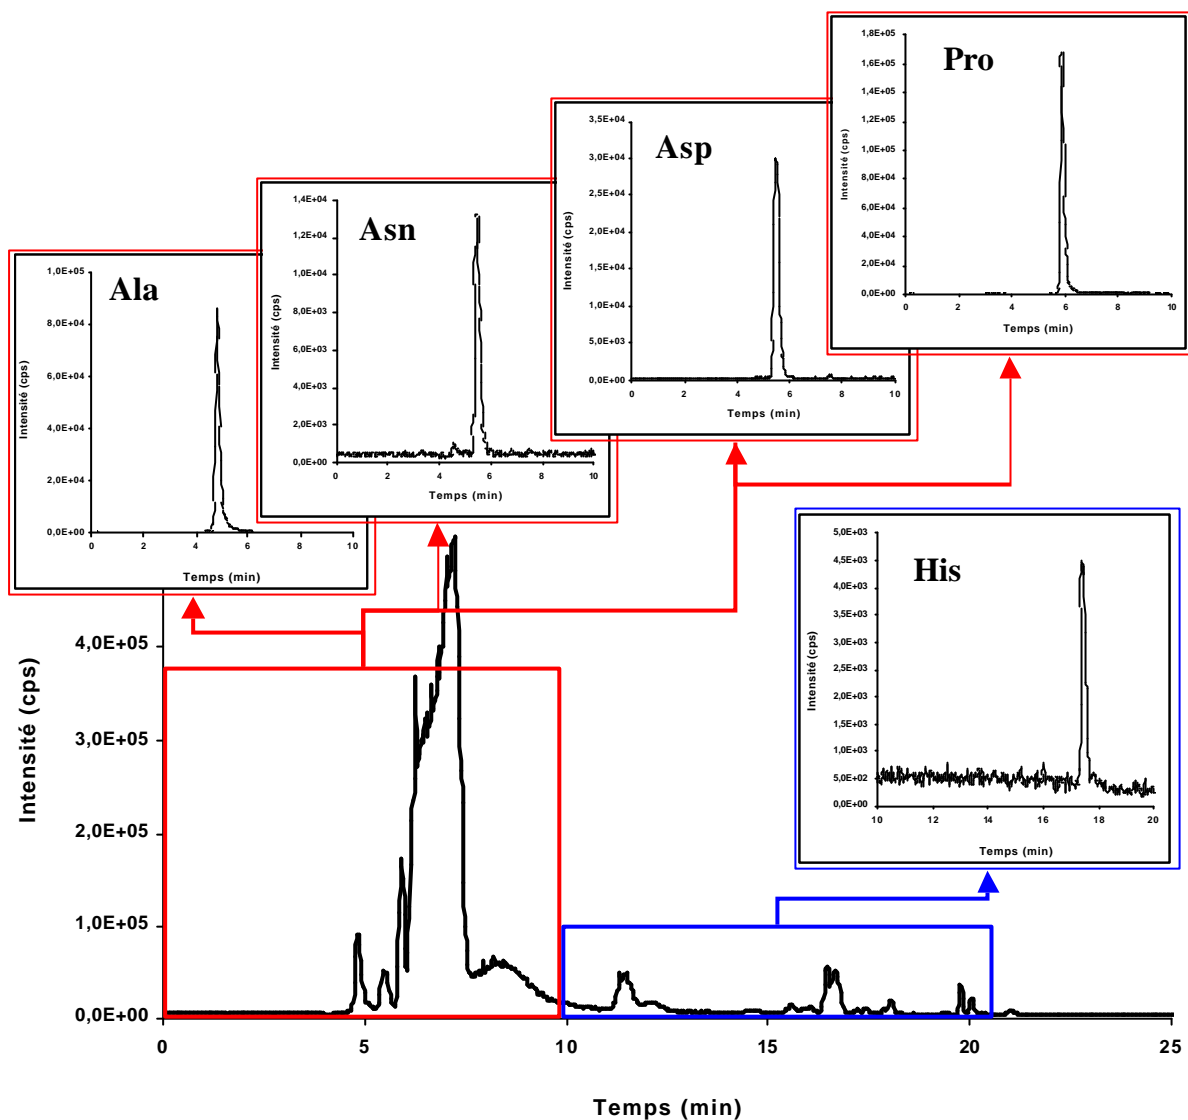 Pro
1,8E+05
1,6E+05
1,4E+05
1,2E+05
1,0E+05
8,0E+04
6,0E+04
4,0E+04
2,0E+04
0,0E+00
Intensité (cps)
0 2 4 6 8 10
Temps (min)
Asp
3,5E+04
3,0E+04
2,5E+04
2,0E+04
1,5E+04
1,0E+04
5,0E+03
0,0E+00
Intensité (cps)
0 2 4 6 8 10
Temps (min)
Asn
1,4E+04
1,2E+04
1,0E+04
8,0E+03
6,0E+03
4,0E+03
2,0E+03
0,0E+00
Intensité (cps)
0 2 4 6 8 10
Temps (min)
Ala
1,0E+05
8,0E+04
6,0E+04
4,0E+04
2,0E+04
0,0E+00
Intensité (cps)
0 2 4 6 8 10
Temps (min)
His
5,0E+03
4,5E+03
4,0E+03
3,5E+03
3,0E+03
2,5E+03
2,0E+03
1,5E+03
1,0E+03
5,0E+02
0,0E+00
Intensité (cps)
10 12 14 16 18 20
Temps (min)
4,0E+05
3,0E+05
2,0E+05
1,0E+05
0,0E+00
Intensité (cps)
0 5 10 15 20 25
Temps (min)